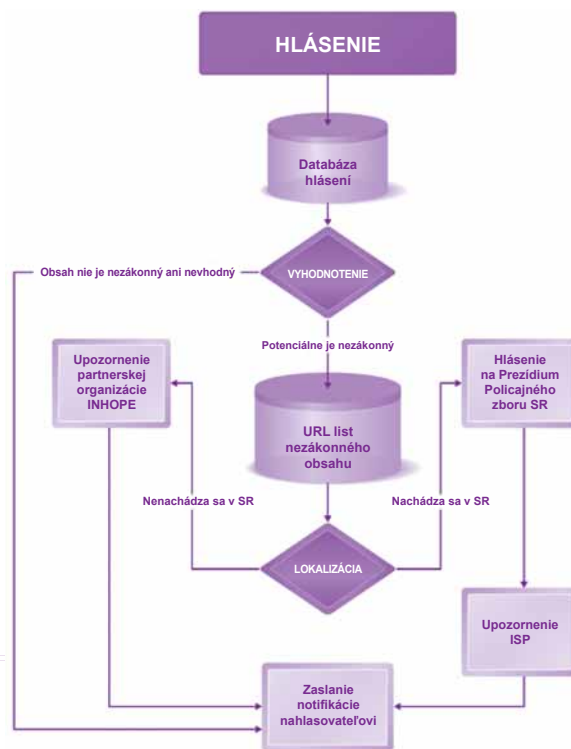 HLÁSENIE
Databáza
hlásení
VYHODNOTENIE
Obsah nie je nezákonný ani nevhodný
Potenciálne je nezákonný
Upozornenie
partnerskej
organizácie
INHOPE
Hlásenie
na Prezídium
Policajného
zboru SR
URL list
nezákonného
obsahu
Nenachádza sa v SR
Nachádza sa v SR
LOKALIZÁCIA
Upozornenie
ISP
Zaslanie
notifikácie
nahlasovateľovi